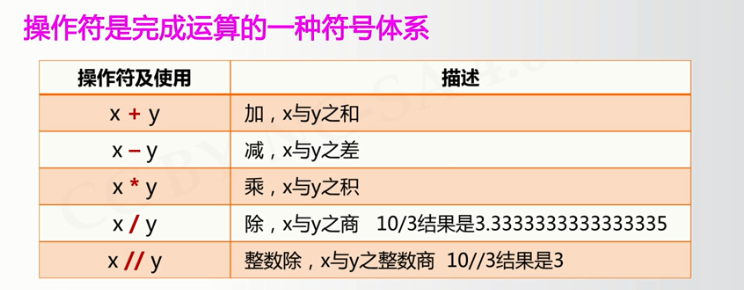 操作符是完成运算的一种符号体系
操作符及使用 描述
x + y 加，x与y之和
x − y 减，x与y之差
x * y 乘，x与y之积
x / y 除，x与y之商 10/3结果是3.3333333333333335
x // y 整数除，x与y之整数商 10//3结果是3